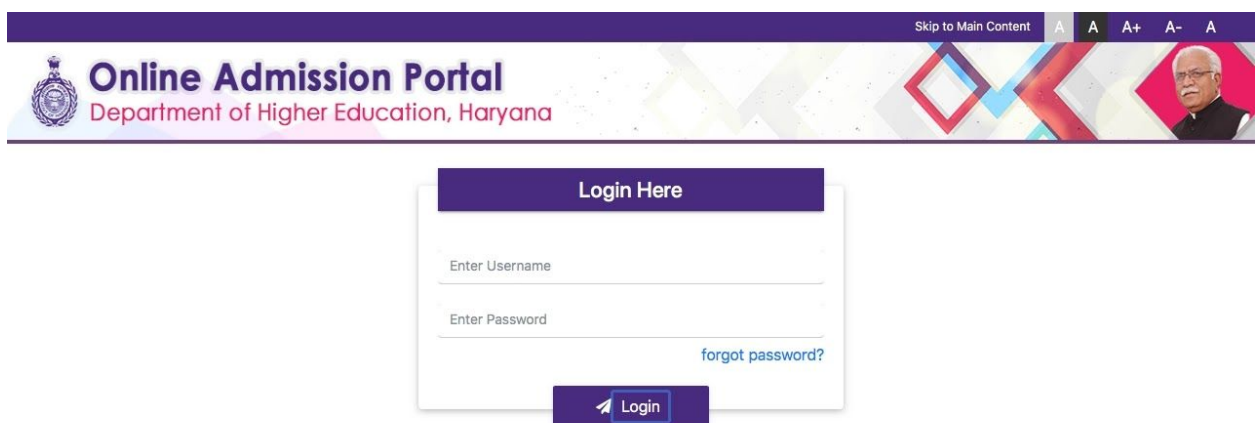 Skip to Main Content A A A+ A- A
Online Admission Portal
Department of Higher Education, Haryana
Login Here
Enter Username
Enter Password
forgot password?
Login